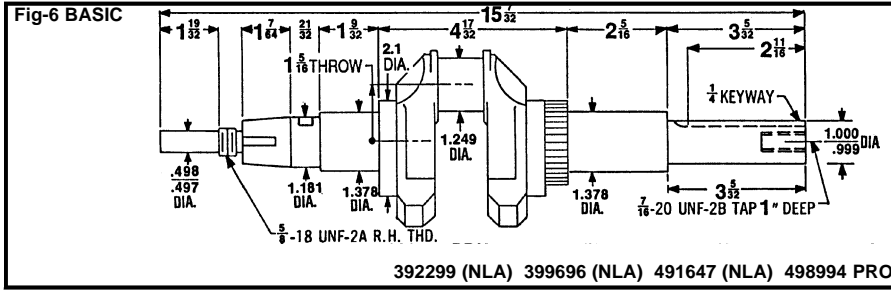 Fig-6 BASIC
15 7/32
1 19/32
1 7/64
21/32
1 9/32
4 17/32
2 5/16
3 5/32
2 11/16
2.1 DIA.
1 5/16 THROW
1/4 KEYWAY
1.249 DIA.
1.000
.999 DIA
.498
.497
DIA.
1.181
DIA.
1.378
DIA.
1.378
DIA.
3 5/32
7/16-20 UNF-2B TAP 1" DEEP
5/8-18 UNF-2A R.H. THD.
392299 (NLA) 399696 (NLA) 491647 (NLA) 498994 PRO